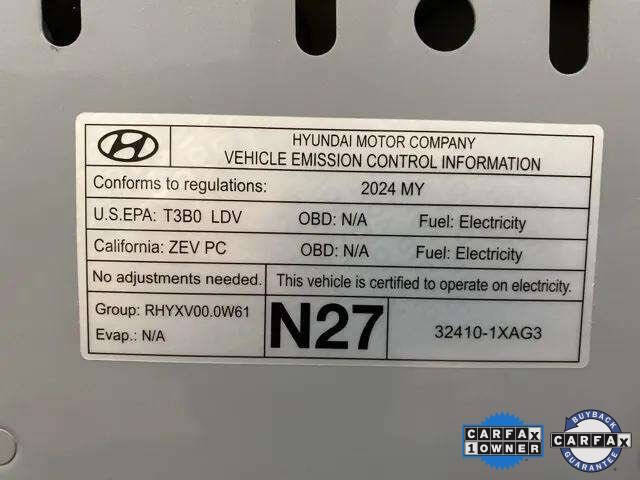 HYUNDAI MOTOR COMPANY
VEHICLE EMISSION CONTROL INFORMATION
Conforms to regulations: 2024 MY
U.S.EPA: T3B0 LDV OBD: N/A Fuel: Electricity
California: ZEV PC OBD: N/A Fuel: Electricity
No adjustments needed. This vehicle is certified to operate on electricity.
Group: RHYXV00.0W61
Evap.: N/A
N27
32410-1XAG3
CARFAX
1 OWNER
BUYBACK
CARFAX
GUARANTEE